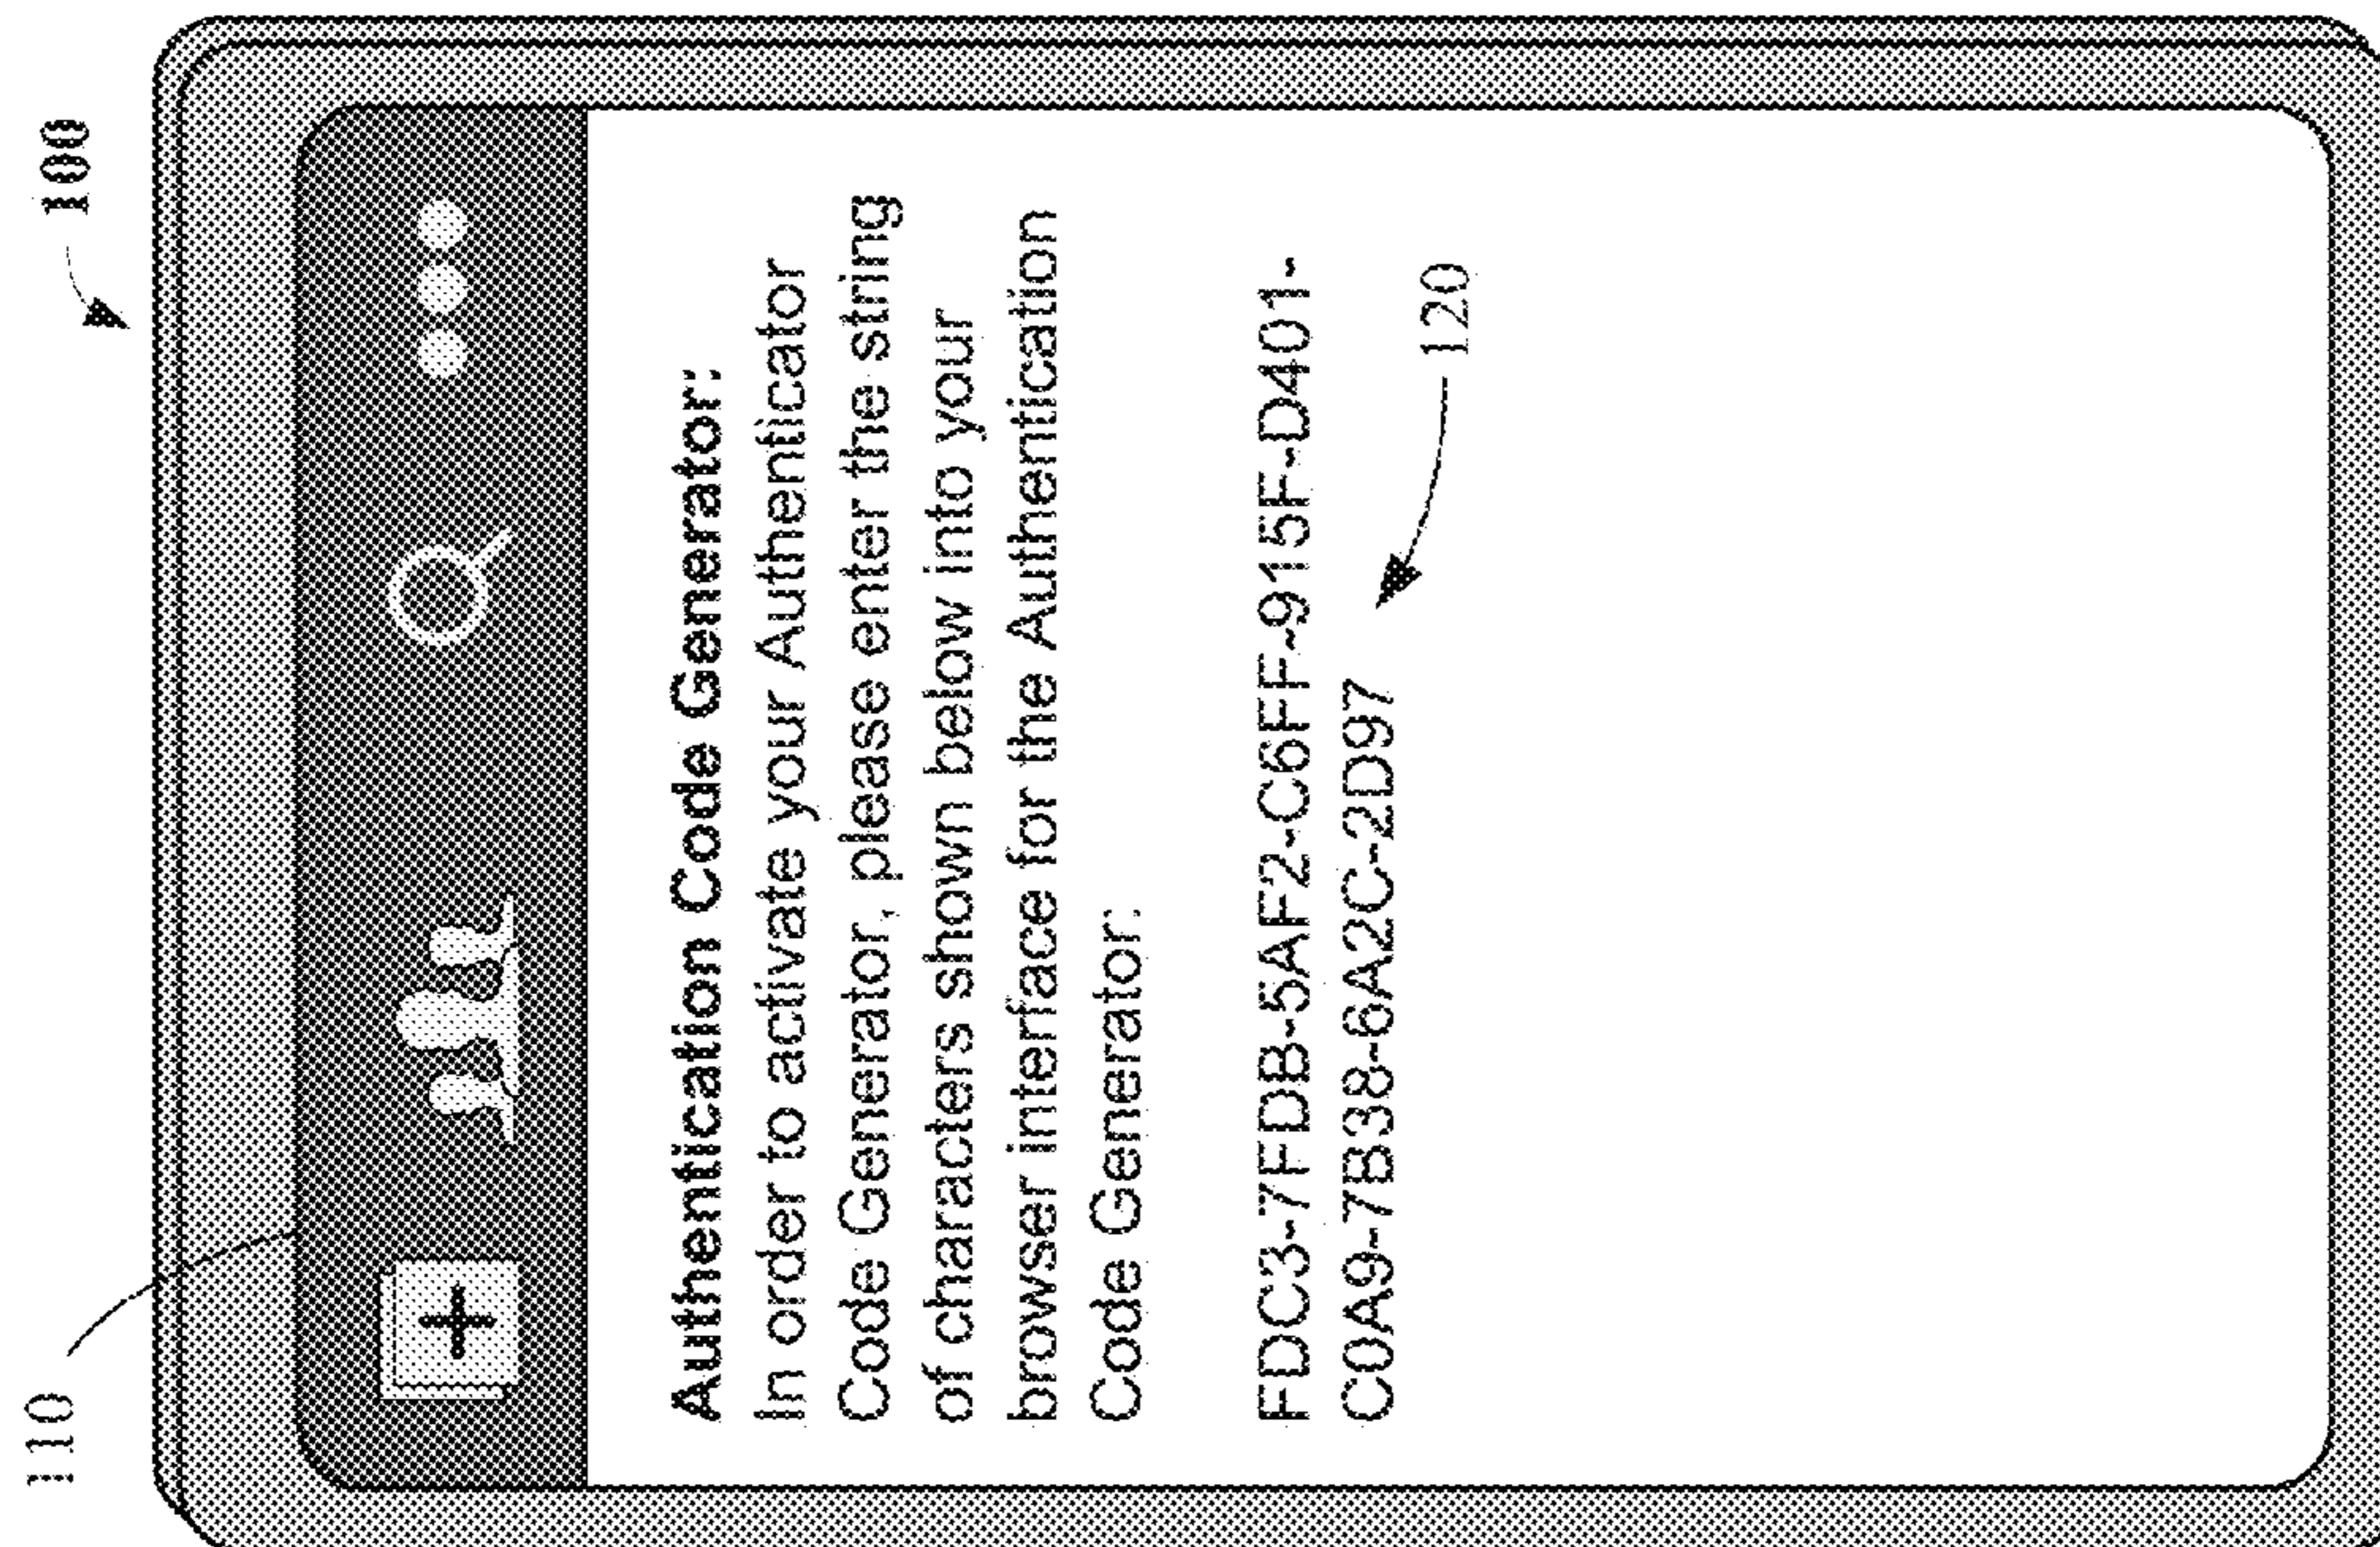 110
100
Authentication Code Generator:
In order to activate your Authenticator
Code Generator, please enter the string
of characters shown below into your
browser interface for the Authentication
Code Generator:
FDC3-7FDB-5AF2-C6FF-915F-D401-
C0A9-7B38-6A2C-2D97
120